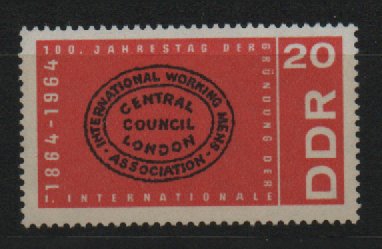 100. JAHRESTAG DER
GRÜNDUNG DER
I. INTERNATIONALE
1864-1964
· INTERNATIONAL WORKING MENS ·
ASSOCIATION
CENTRAL
COUNCIL
LONDON
20
DDR